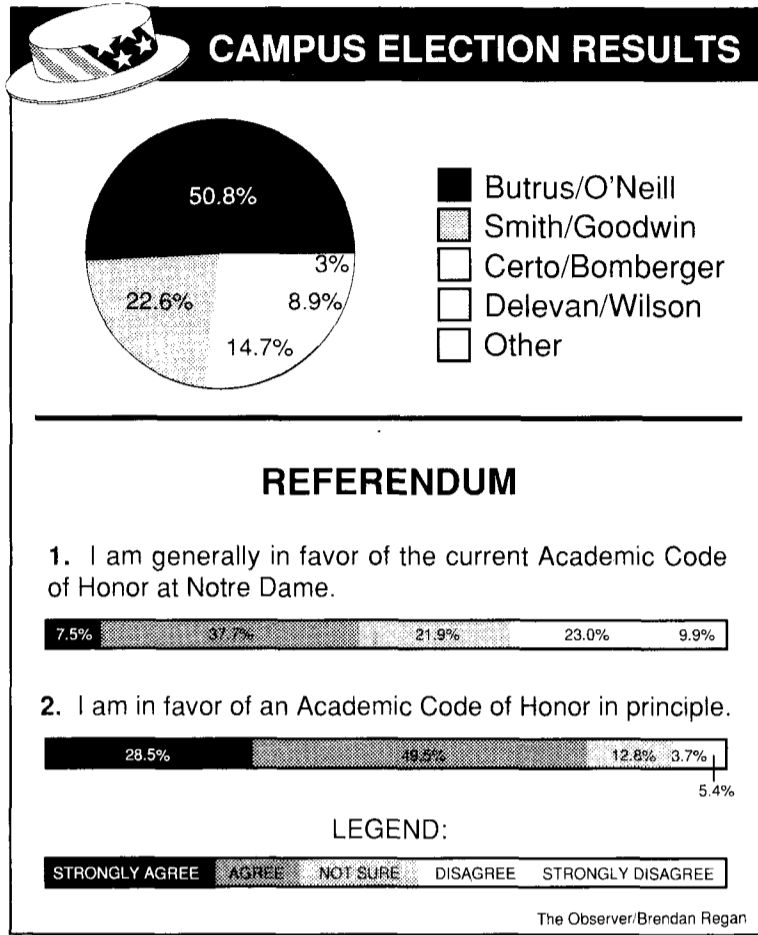 CAMPUS ELECTION RESULTS
50.8%
3%
22.6%
8.9%
14.7%
Butrus/O'Neill
Smith/Goodwin
Certo/Bomberger
Delevan/Wilson
Other
REFERENDUM
1. I am generally in favor of the current Academic Code
of Honor at Notre Dame.
7.5% 37.7% 21.9% 23.0% 9.9%
2. I am in favor of an Academic Code of Honor in principle.
28.5% 49.5% 12.8% 3.7%
5.4%
LEGEND:
STRONGLY AGREE AGREE NOT SURE DISAGREE STRONGLY DISAGREE
The Observer/Brendan Regan